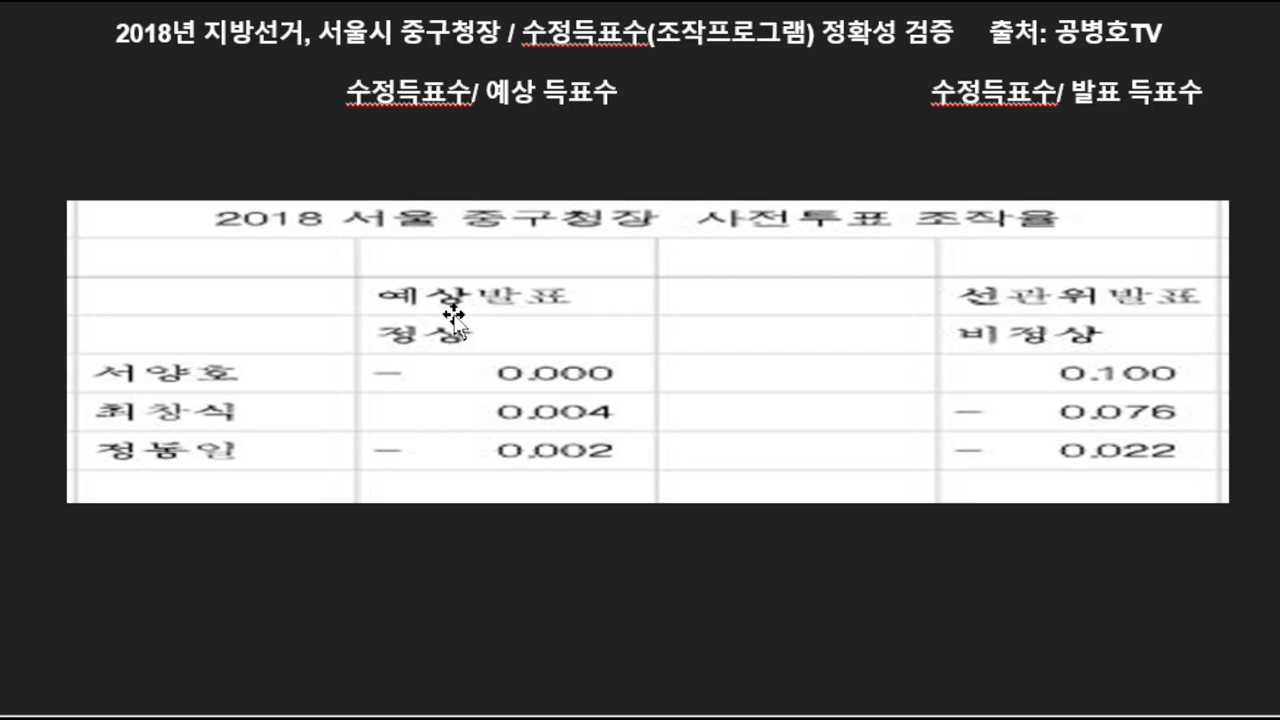 2018년 지방선거, 서울시 중구청장 / 수정득표수(조작프로그램) 정확성 검증 출처: 공병호TV
수정득표수/ 예상 득표수 수정득표수/ 발표 득표수
2018 서울 중구청장 사전투표 조작율
예상발표 선관위발표
정상 비정상
서양호 - 0.000 0.100
최창식 0.004 - 0.076
정동일 - 0.002 - 0.022